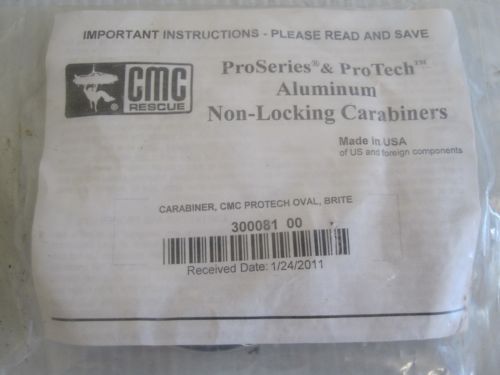 IMPORTANT INSTRUCTIONS - PLEASE READ AND SAVE
CMC
RESCUE
®
ProSeries® & ProTech™
Aluminum
Non-Locking Carabiners
Made in USA
of US and foreign components
CARABINER, CMC PROTECH OVAL, BRITE
300081 00
Received Date: 1/24/2011